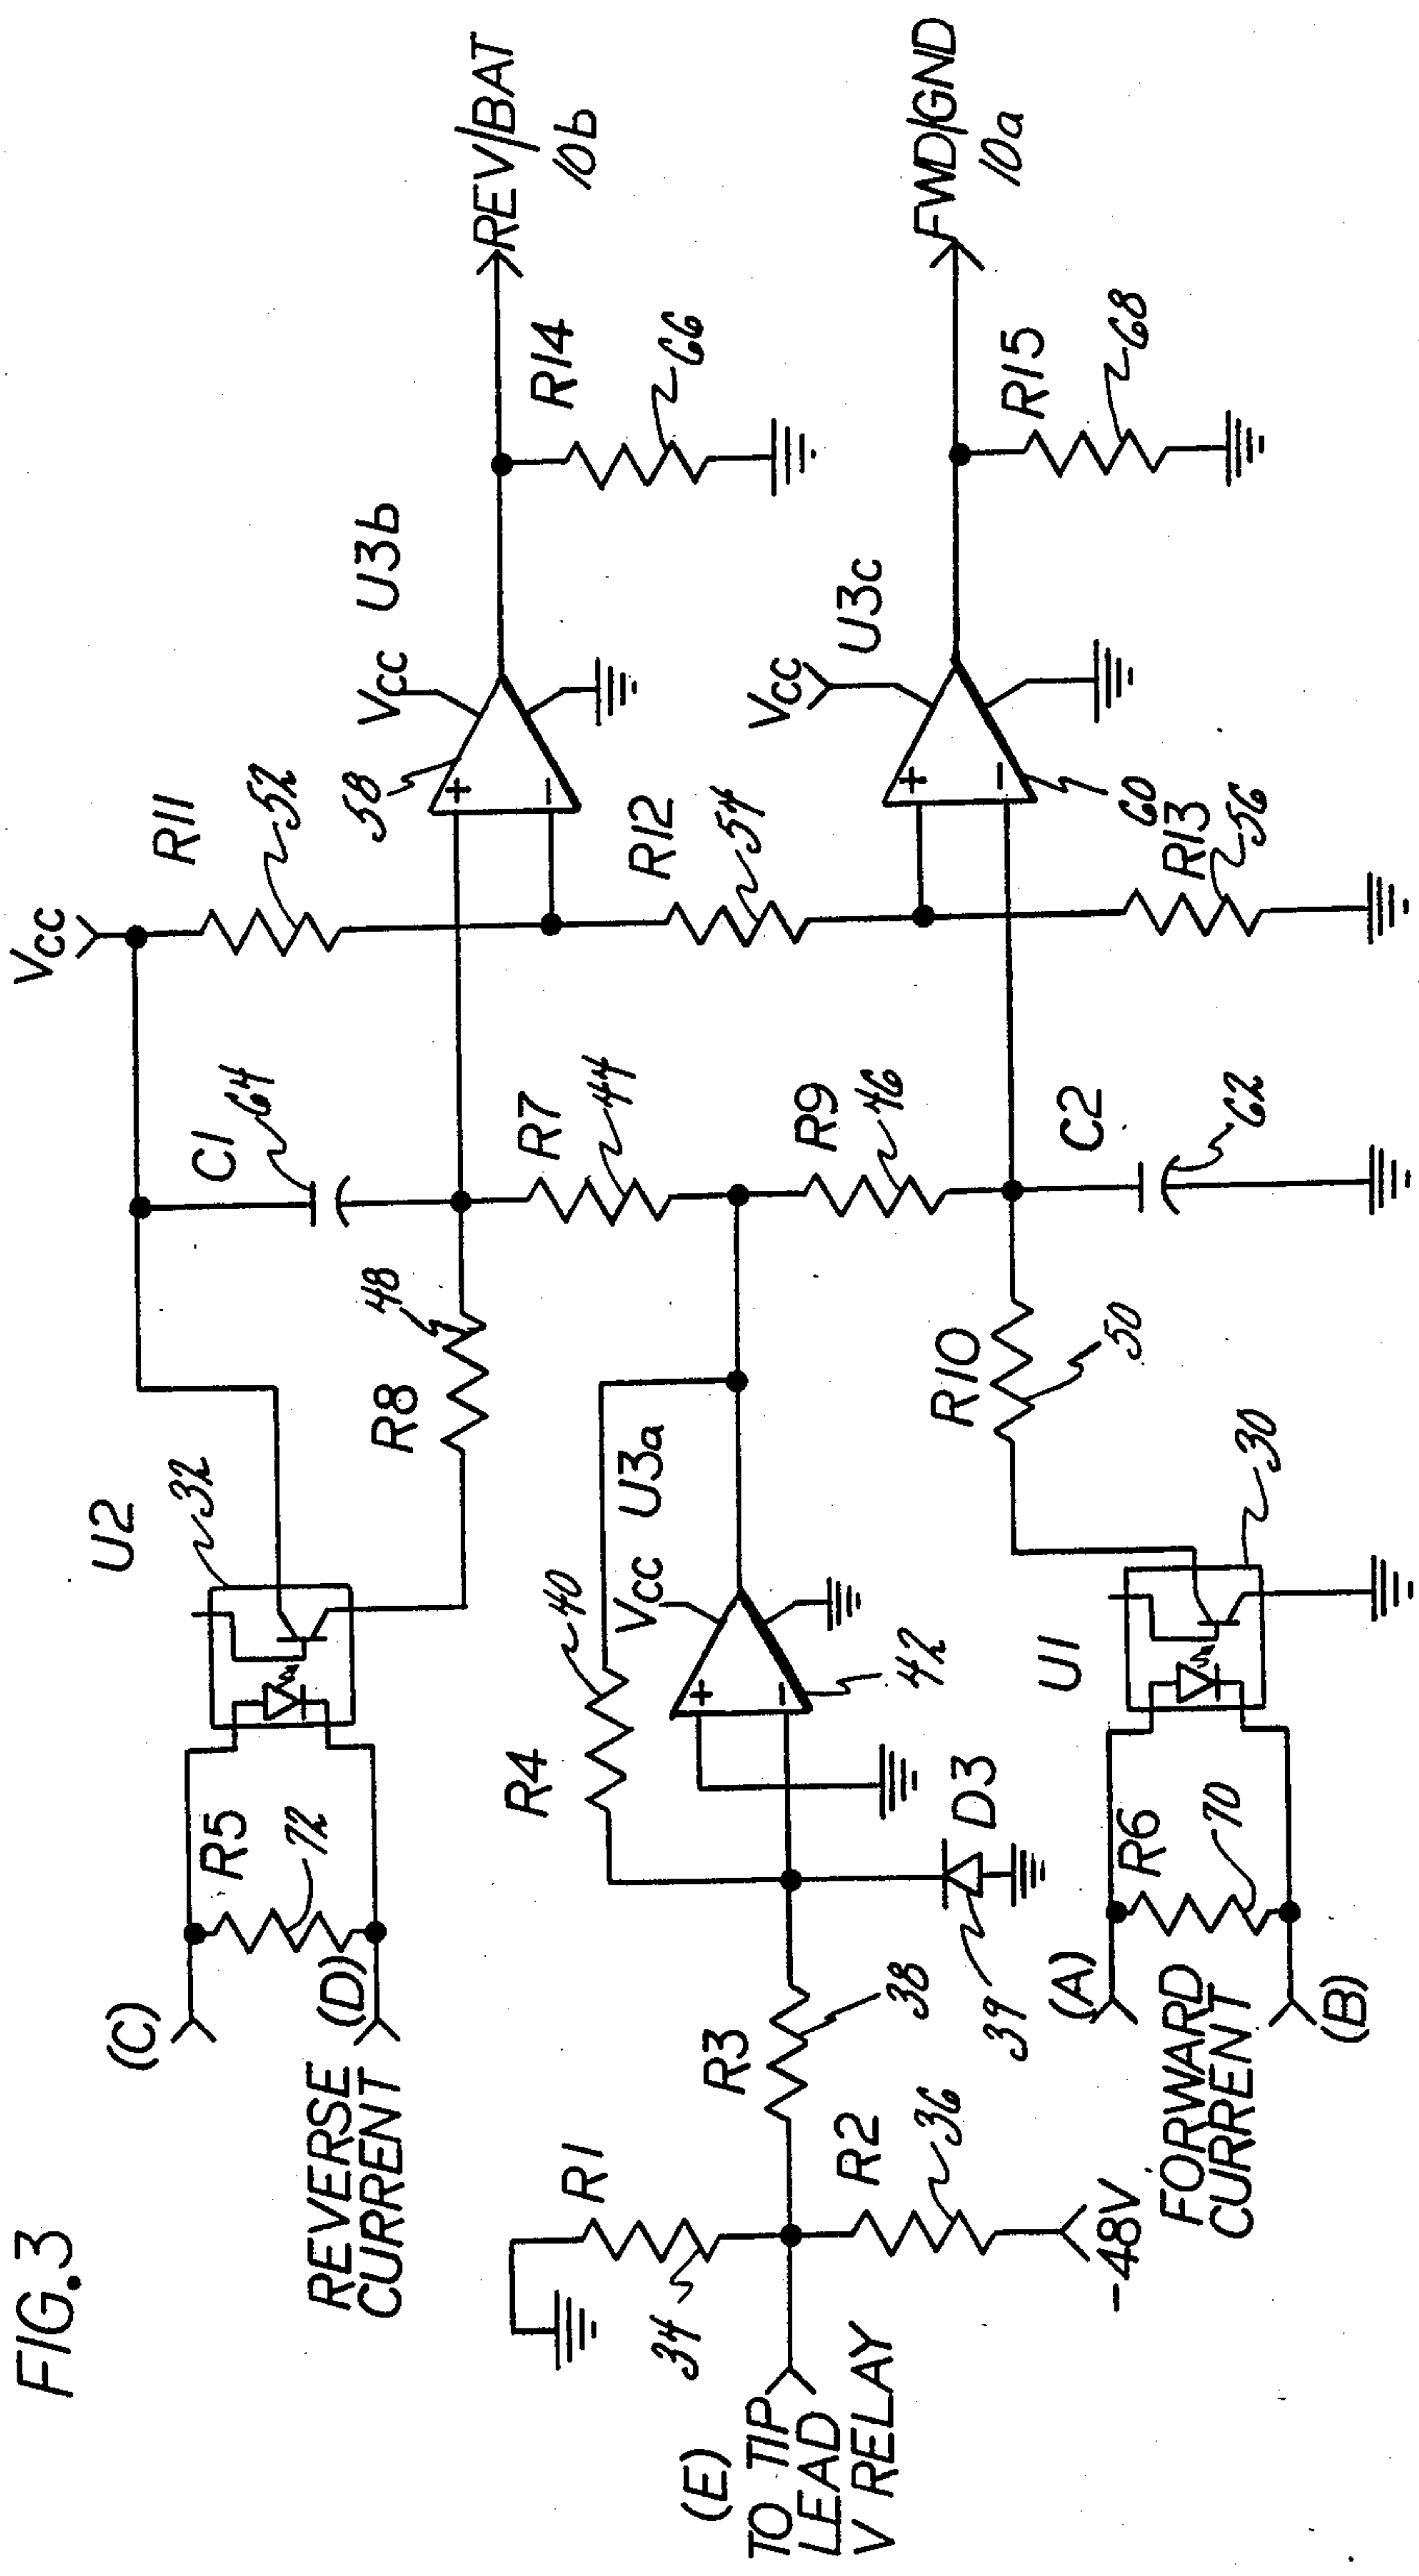 FIG.3
(C)
(D)
REVERSE
CURRENT
R5
72
U2
32
R8
48
C1
64
Vcc
R11
52
(E)
TO TIP
LEAD
V RELAY
R1
34
R2
36
-48V
R3
38
D3
39
R4
40
Vcc
U3a
42
R7
44
R9
46
58
Vcc
U3b
R12
54
R14
66
REV/BAT
10b
(A)
(B)
FORWARD
CURRENT
R6
70
U1
30
R10
50
C2
62
Vcc
U3c
60
R13
56
R15
68
FWD/GND
10a
+
−
+
−
+
−